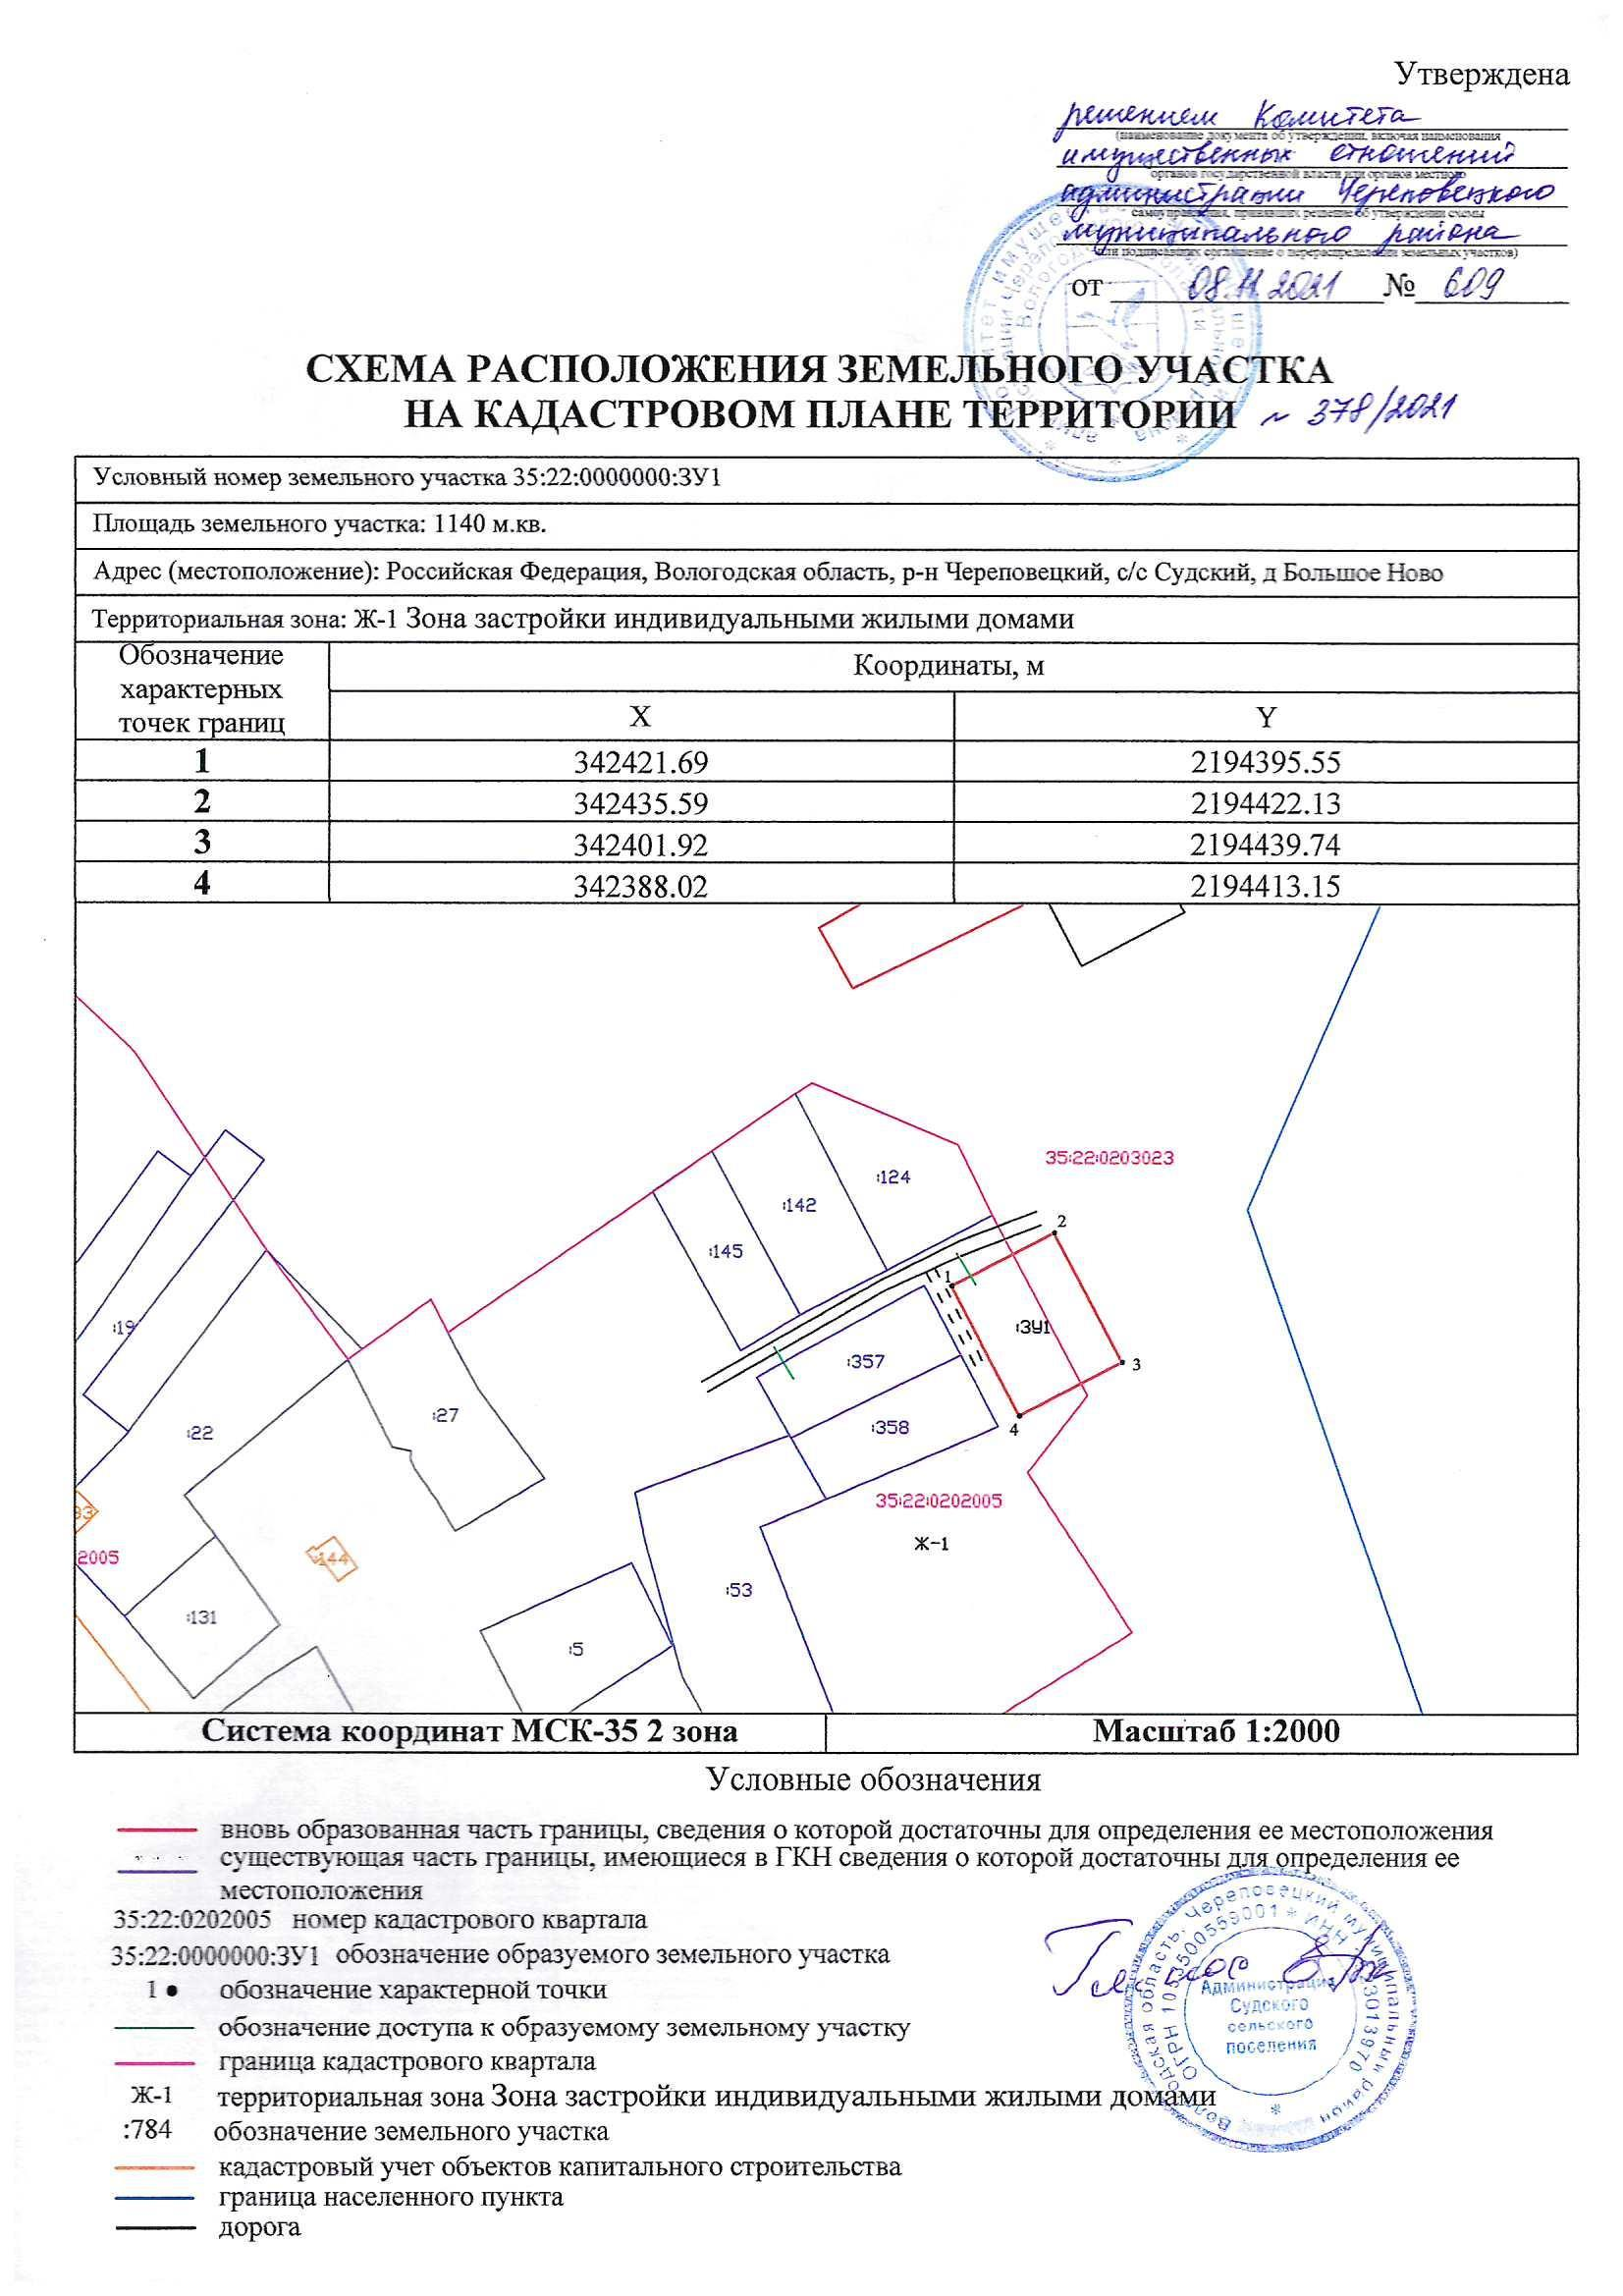 Утверждена
решением Комитета
(наименование документа об утверждении, включая наименования
имущественных отношений
органов государственной власти или органов местного
администрации Череповецкого
самоуправления, принявших решение об утверждении схемы
муниципального района
или подписавших соглашение о перераспределении земельных участков)
от 08.11.2021 № 609
СХЕМА РАСПОЛОЖЕНИЯ ЗЕМЕЛЬНОГО УЧАСТКА
НА КАДАСТРОВОМ ПЛАНЕ ТЕРРИТОРИИ № 378/2021
Условный номер земельного участка 35:22:0000000:ЗУ1
Площадь земельного участка: 1140 м.кв.
Адрес (местоположение): Российская Федерация, Вологодская область, р-н Череповецкий, с/с Судский, д Большое Ново
Территориальная зона: Ж-1 Зона застройки индивидуальными жилыми домами
Обозначение
характерных
точек границ
Координаты, м
X
Y
1 342421.69 2194395.55
2 342435.59 2194422.13
3 342401.92 2194439.74
4 342388.02 2194413.15
35:22:0203023
:124
:142
:145
2
1
:19
:ЗУ1
:357
3
:27
:358
4
:22
35:22:0202005
Ж-1
93
2005
:144
:53
:131
:5
Система координат МСК-35 2 зона
Масштаб 1:2000
Условные обозначения
вновь образованная часть границы, сведения о которой достаточны для определения ее местоположения
существующая часть границы, имеющиеся в ГКН сведения о которой достаточны для определения ее
местоположения
35:22:0202005 номер кадастрового квартала
35:22:0000000:ЗУ1 обозначение образуемого земельного участка
1 ● обозначение характерной точки
обозначение доступа к образуемому земельному участку
граница кадастрового квартала
Ж-1 территориальная зона Зона застройки индивидуальными жилыми домами
:784 обозначение земельного участка
кадастровый учет объектов капитального строительства
граница населенного пункта
дорога
Администрация
Судского
сельского
поселения